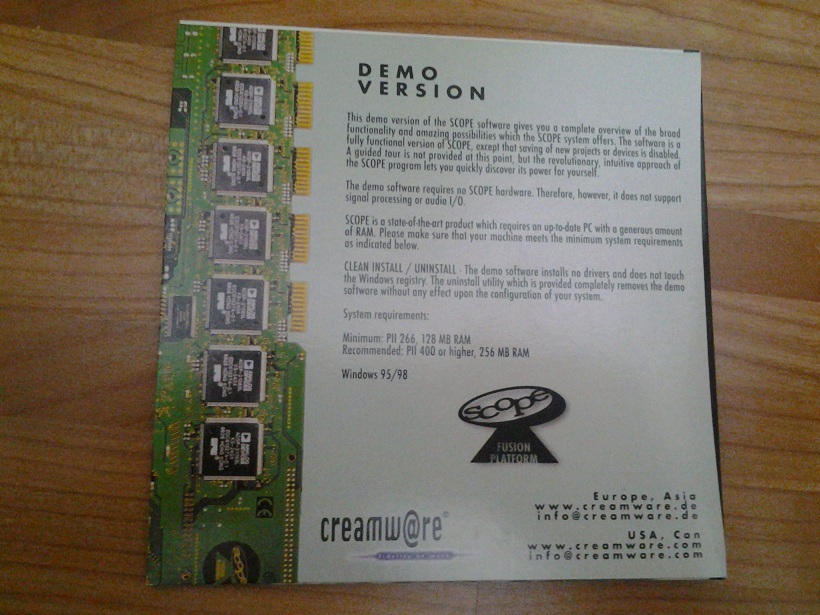 DEMO
VERSION
This demo version of the SCOPE software gives you a complete overview of the broad
functionality and amazing possibilities which the SCOPE system offers. The software is a
fully functional version of SCOPE, except that saving of new projects or devices is disabled.
A guided tour is not provided at this point, but the revolutionary, intuitive approach of
the SCOPE program lets you quickly discover its power for yourself.
The demo software requires no SCOPE hardware. Therefore, however, it does not support
signal processing or audio I/O.
SCOPE is a state-of-the-art product which requires an up-to-date PC with a generous amount
of RAM. Please make sure that your machine meets the minimum system requirements
as indicated below.
CLEAN INSTALL / UNINSTALL - The demo software installs no drivers and does not touch
the Windows registry. The uninstall utility which is provided completely removes the demo
software without any effect upon the configuration of your system.
System requirements:
Minimum: PII 266, 128 MB RAM
Recommended: PII 400 or higher, 256 MB RAM
Windows 95/98
scope
FUSION
PLATFORM
Europe, Asia
www.creamware.de
info@creamware.de
USA, Can
www.creamware.com
info@creamware.com
creamw@re®
CE
scope